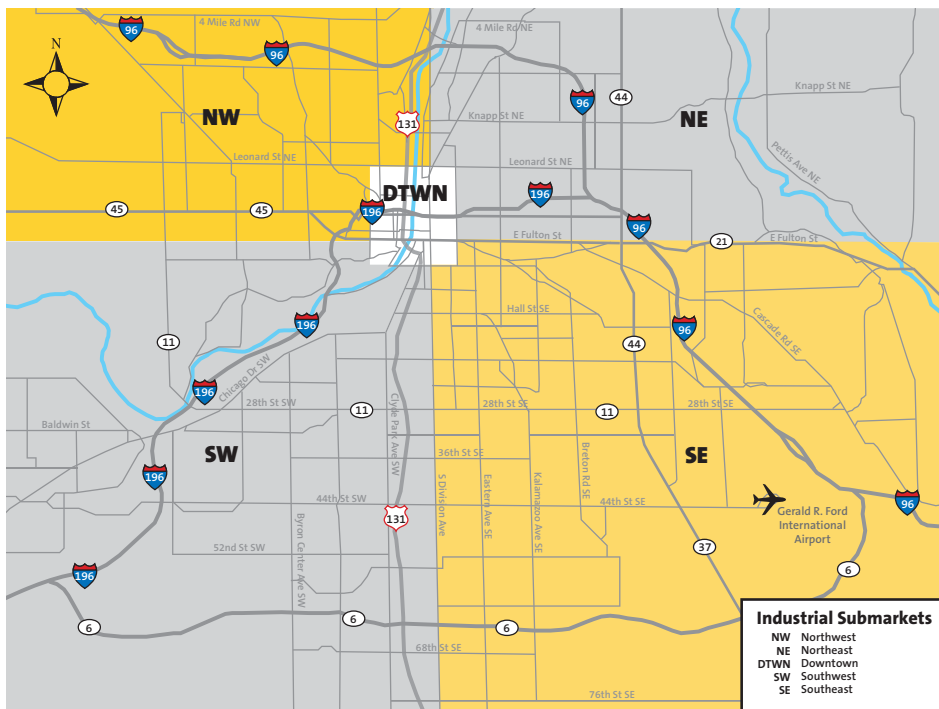 4 Mile Rd NW
4 Mile Rd NE
96
96
N
96
44
Knapp St NE
NW
131
Knapp St NE
NE
Pettis Ave NE
Leonard St NE
Leonard St NE
DTWN
196
45
45
196
96
E Fulton St
21
E Fulton St
Hall St SE
Cascade Rd SE
196
96
11
44
Chicago Dr SW
196
28th St SW
11
28th St SE
11
28th St SE
Clyde Park Ave SW
Baldwin St
SW
36th St SE
Breton Rd SE
SE
196
S Division Ave
Eastern Ave SE
Kalamazoo Ave SE
44th St SW
44th St SE
96
Gerald R. Ford
International
Airport
131
Byron Center Ave SW
52nd St SW
37
6
196
6
6
6
68th St SE
76th St SE
Industrial Submarkets
NW Northwest
NE Northeast
DTWN Downtown
SW Southwest
SE Southeast